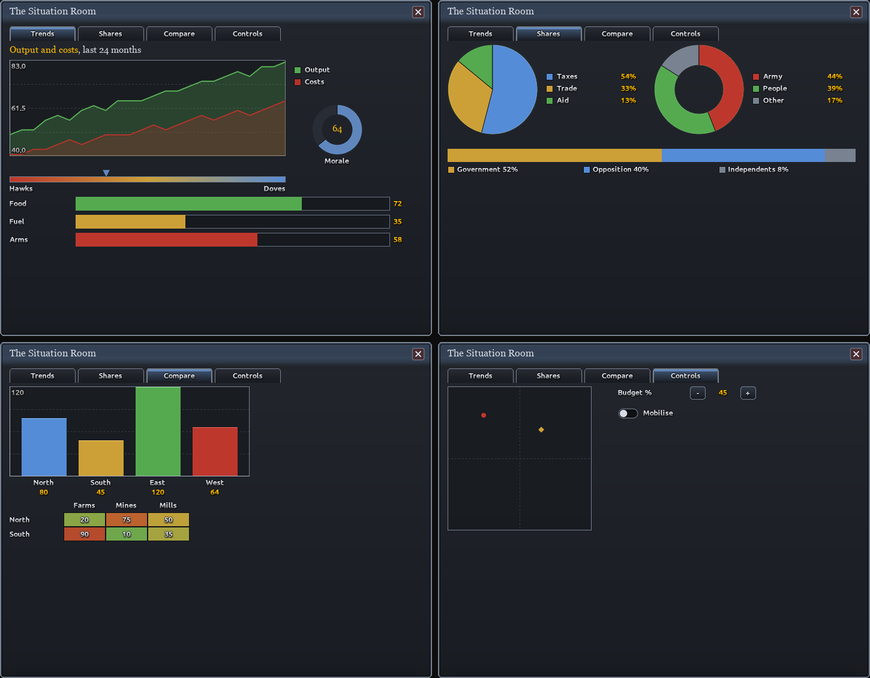 The Situation Room
Trends Shares Compare Controls
Output and costs, last 24 months
83.0
61.5
40.0
Output
Costs
64
Morale
Hawks Doves
Food 72
Fuel 35
Arms 58
The Situation Room
Trends Shares Compare Controls
Taxes 54%
Trade 33%
Aid 13%
Army 44%
People 39%
Other 17%
Government 52% Opposition 40% Independents 8%
The Situation Room
Trends Shares Compare Controls
120
North South East West
80 45 120 64
Farms Mines Mills
North 20 75 50
South 90 10 35
The Situation Room
Trends Shares Compare Controls
Budget % - 45 +
Mobilise